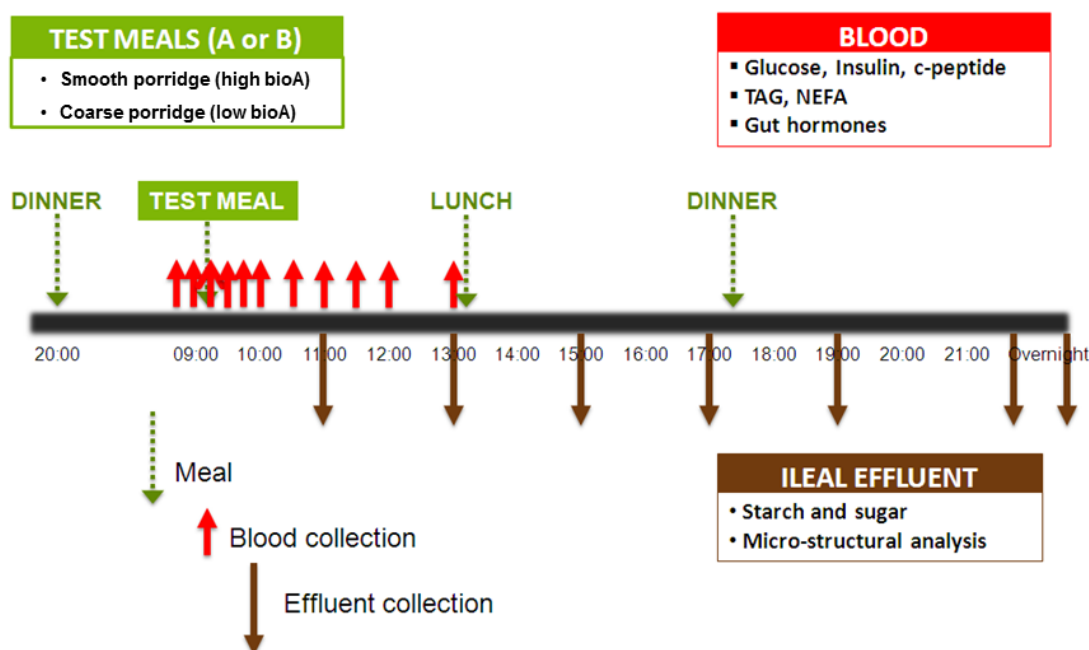 TEST MEALS (A or B)
• Smooth porridge (high bioA)
• Coarse porridge (low bioA)
BLOOD
▪ Glucose, Insulin, c-peptide
▪ TAG, NEFA
▪ Gut hormones
DINNER
TEST MEAL
LUNCH
DINNER
20:00 09:00 10:00 11:00 12:00 13:00 14:00 15:00 16:00 17:00 18:00 19:00 20:00 21:00 Overnight
Meal
Blood collection
Effluent collection
ILEAL EFFLUENT
• Starch and sugar
• Micro-structural analysis